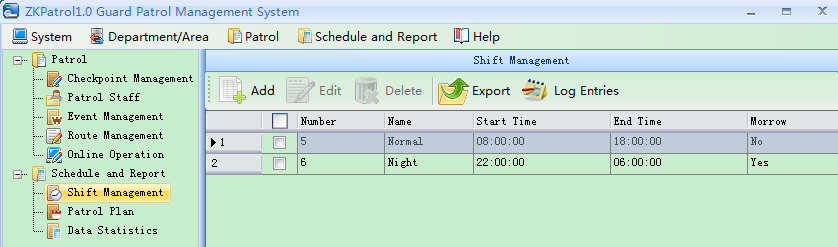 ZKPatrol1.0 Guard Patrol Management System
System Department/Area Patrol Schedule and Report Help
Patrol
Checkpoint Management
Patrol Staff
Event Management
Route Management
Online Operation
Schedule and Report
Shift Management
Patrol Plan
Data Statistics
Shift Management
Add Edit Delete Export Log Entries
Number Name Start Time End Time Morrow
1 5 Normal 08:00:00 18:00:00 No
2 6 Night 22:00:00 06:00:00 Yes